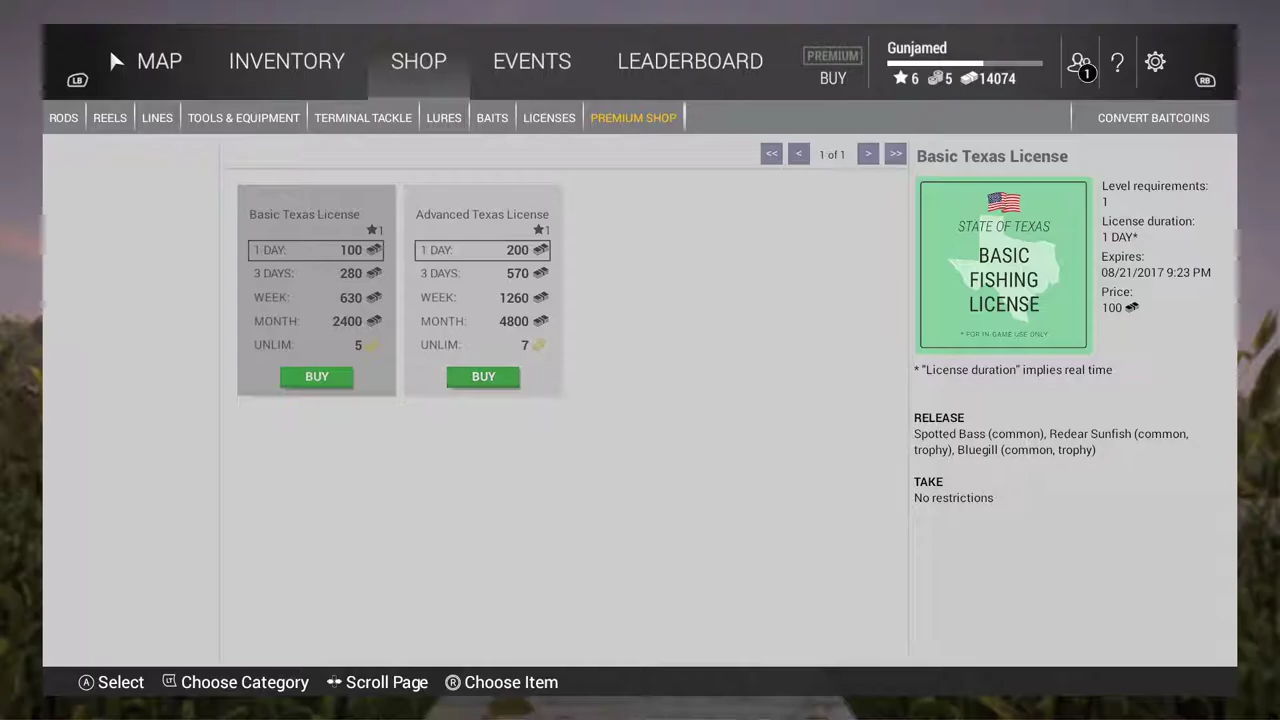 MAP
INVENTORY
SHOP
EVENTS
LEADERBOARD
PREMIUM
BUY
Gunjamed
6 5 14074
1
?
LB
RB
RODS
REELS
LINES
TOOLS & EQUIPMENT
TERMINAL TACKLE
LURES
BAITS
LICENSES
PREMIUM SHOP
CONVERT BAITCOINS
<< < 1 of 1 > >>
Basic Texas License
1
1 DAY: 100
3 DAYS: 280
WEEK: 630
MONTH: 2400
UNLIM: 5
BUY
Advanced Texas License
1
1 DAY: 200
3 DAYS: 570
WEEK: 1260
MONTH: 4800
UNLIM: 7
BUY
Basic Texas License
STATE OF TEXAS
BASIC
FISHING
LICENSE
* FOR IN-GAME USE ONLY
Level requirements:
1
License duration:
1 DAY*
Expires:
08/21/2017 9:23 PM
Price:
100
* "License duration" implies real time
RELEASE
Spotted Bass (common), Redear Sunfish (common,
trophy), Bluegill (common, trophy)
TAKE
No restrictions
A Select
LT Choose Category
Scroll Page
R Choose Item